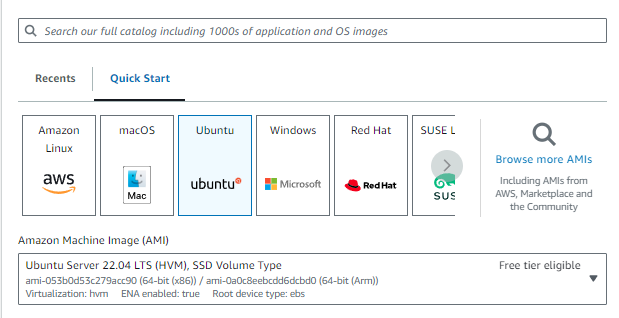 Search our full catalog including 1000s of application and OS images
Recents
Quick Start
Amazon
Linux
aws
macOS
Mac
Ubuntu
ubuntu
Windows
Microsoft
Red Hat
Red Hat
SUSE L
SUS
Browse more AMIs
Including AMIs from
AWS, Marketplace and
the Community
Amazon Machine Image (AMI)
Ubuntu Server 22.04 LTS (HVM), SSD Volume Type
Free tier eligible
ami-053b0d53c279acc90 (64-bit (x86)) / ami-0a0c8eebcdd6dcbd0 (64-bit (Arm))
Virtualization: hvm ENA enabled: true Root device type: ebs